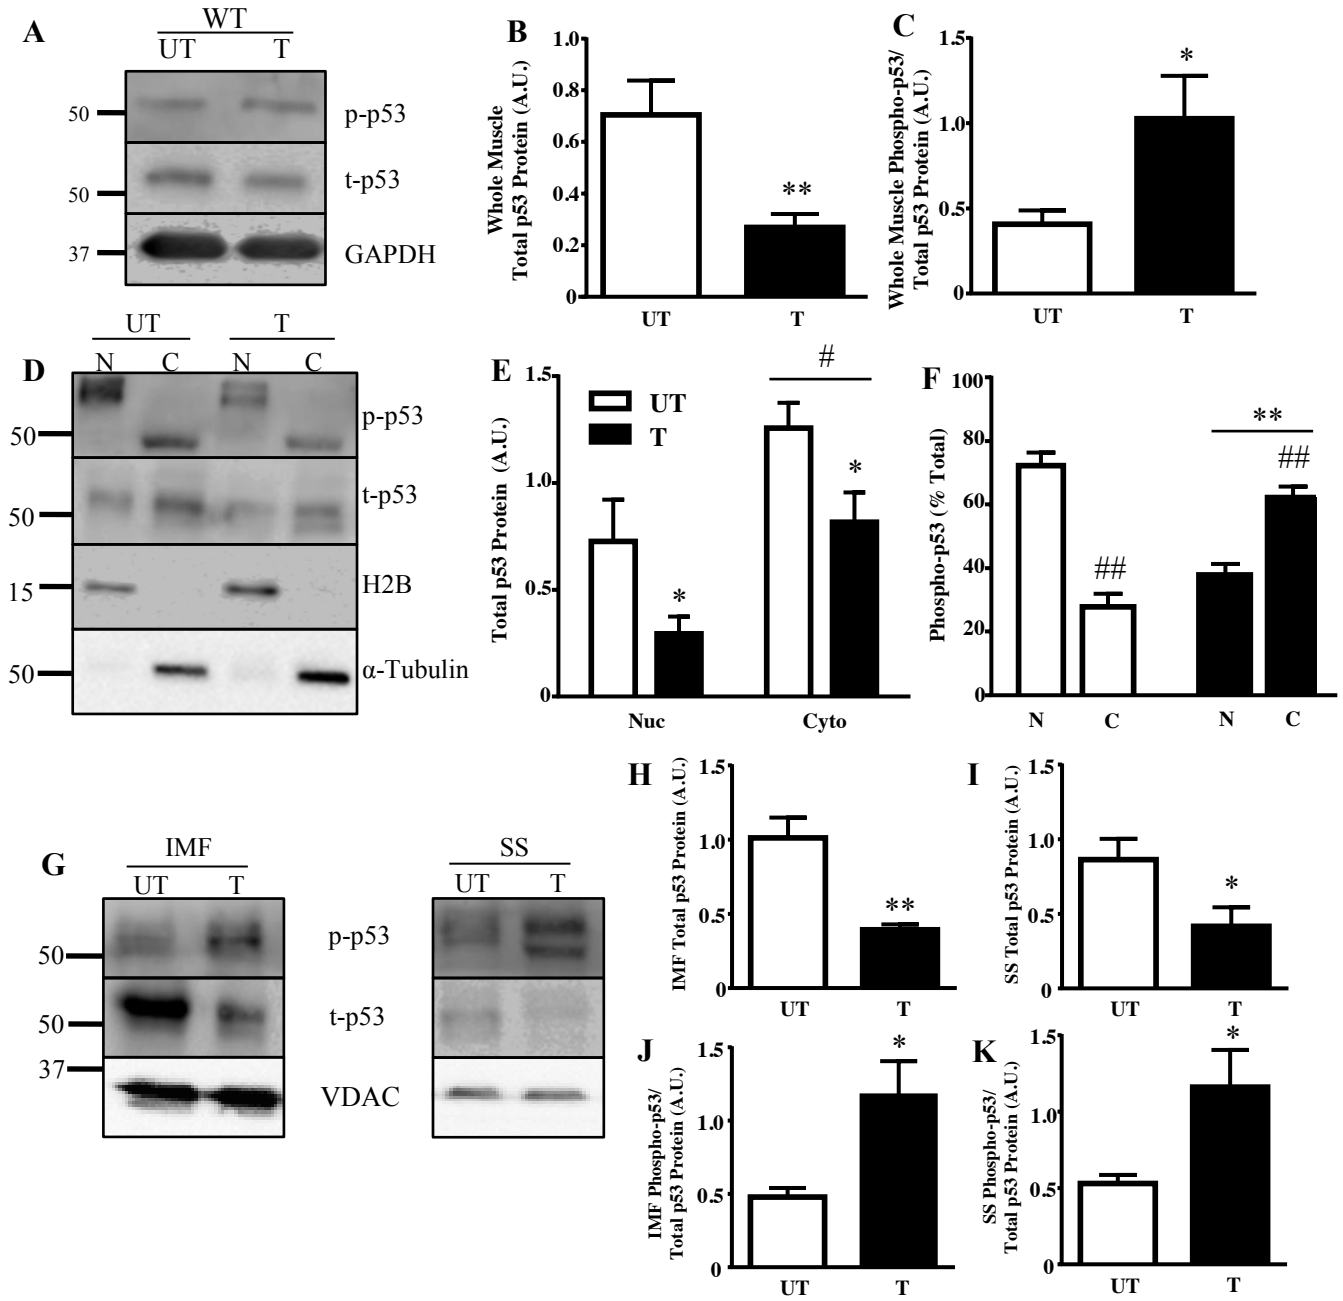 A
WT
UT T
50
p-p53
50
t-p53
37
GAPDH
B
Whole Muscle
Total p53 Protein (A.U.)
1.0
0.8
0.6
0.4
0.2
0
**
UT T
C
Whole Muscle Phospho-p53/
Total p53 Protein (A.U.)
1.5
1.0
0.5
0
*
UT T
D
UT T
N C N C
50
p-p53
50
t-p53
15
H2B
50
α-Tubulin
E
Total p53 Protein (A.U.)
1.5
1.0
0.5
0
UT
T
#
*
*
Nuc Cyto
F
Phospho-p53 (% Total)
100
80
60
40
20
0
##
**
##
N C N C
G
IMF
UT T
SS
UT T
50
p-p53
50
t-p53
37
VDAC
H
IMF Total p53 Protein (A.U.)
1.5
1.0
0.5
0
**
UT T
I
SS Total p53 Protein (A.U.)
1.5
1.0
0.5
0
*
UT T
J
IMF Phospho-p53/
Total p53 Protein (A.U.)
1.5
1.0
0.5
0
*
UT T
K
SS Phospho-p53/
Total p53 Protein (A.U.)
1.5
1.0
0.5
0
*
UT T